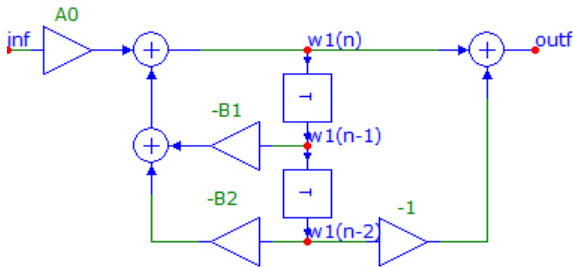 A0
inf
w1(n)
outf
T
-B1
w1(n-1)
T
-B2
w1(n-2)
-1